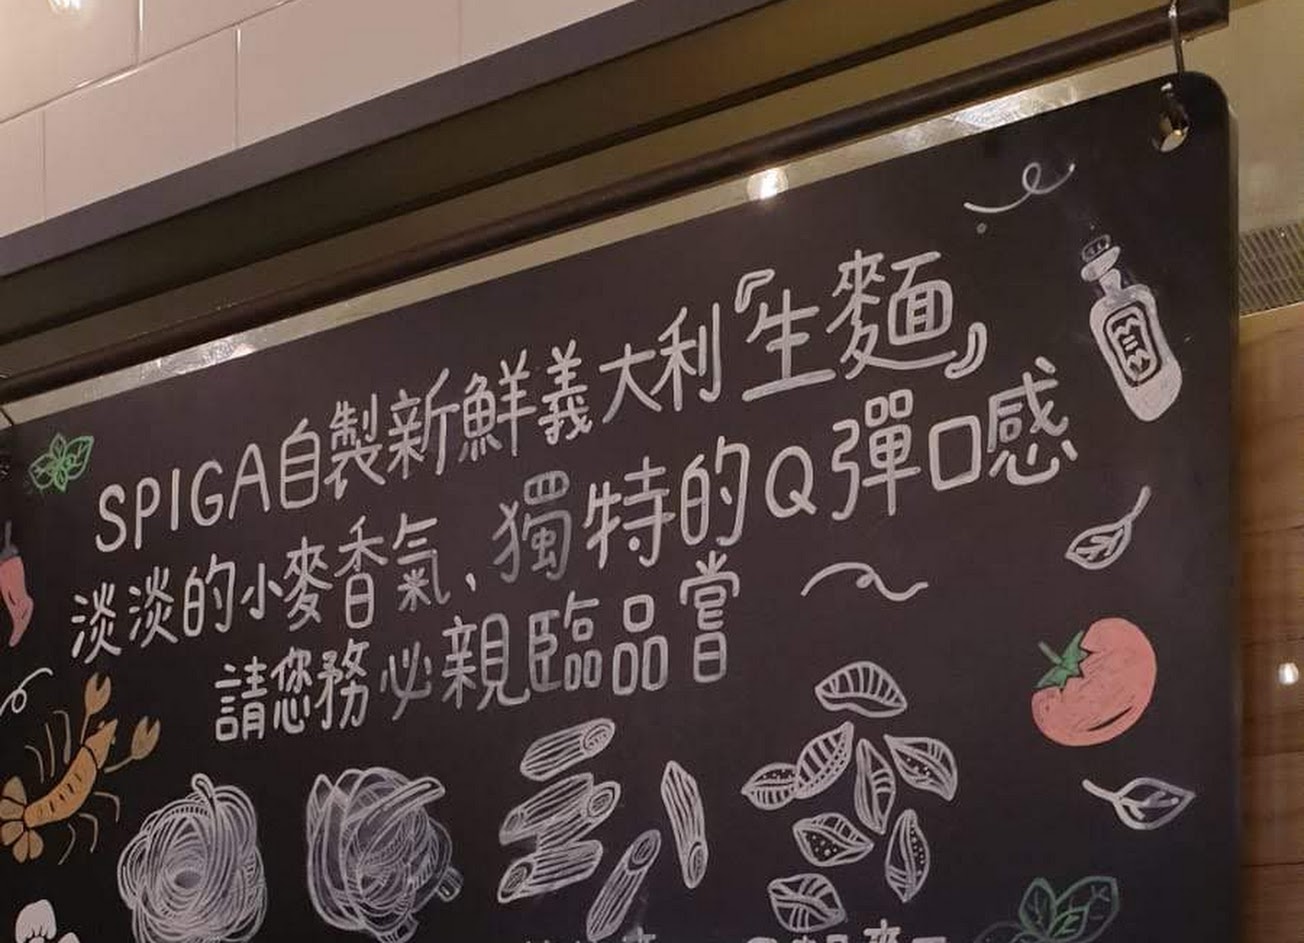 SPIGA自製新鮮義大利『生麵』
淡淡的小麥香氣、獨特的Q彈口感
請您務必親臨品嘗